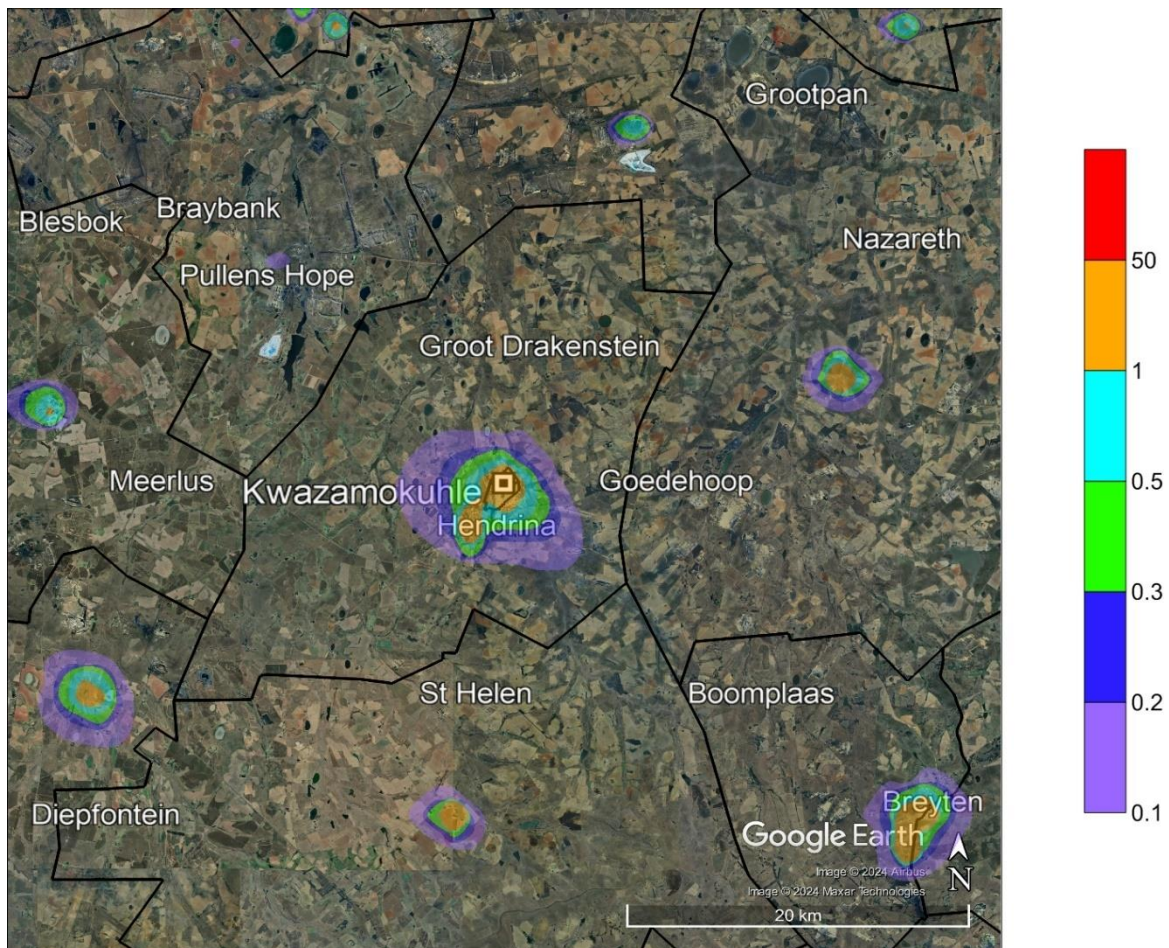 Grootpan
Blesbok
Braybank
Nazareth
Pullens Hope
Groot Drakenstein
Meerlus
Kwazamokuhle
Goedehoop
Hendrina
St Helen
Boomplaas
Diepfontein
Breyten
Google Earth
Image © 2024 Airbus
Image © 2024 Maxar Technologies
N
20 km
50
1
0.5
0.3
0.2
0.1